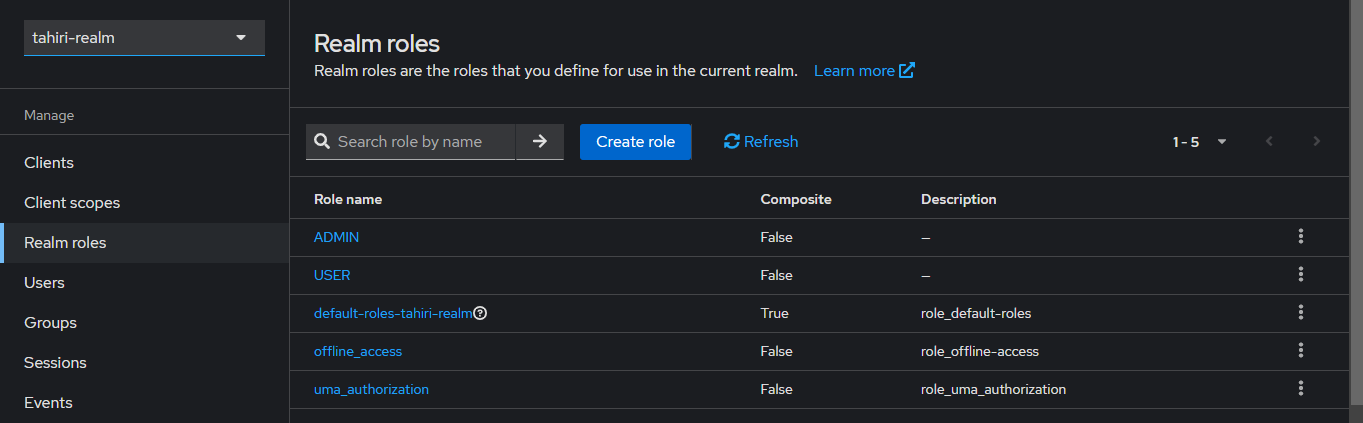 tahiri-realm
Manage
Clients
Client scopes
Realm roles
Users
Groups
Sessions
Events
Realm roles
Realm roles are the roles that you define for use in the current realm. Learn more
Search role by name Create role Refresh 1 - 5
Role name Composite Description
ADMIN False –
USER False –
default-roles-tahiri-realm True role_default-roles
offline_access False role_offline-access
uma_authorization False role_uma_authorization